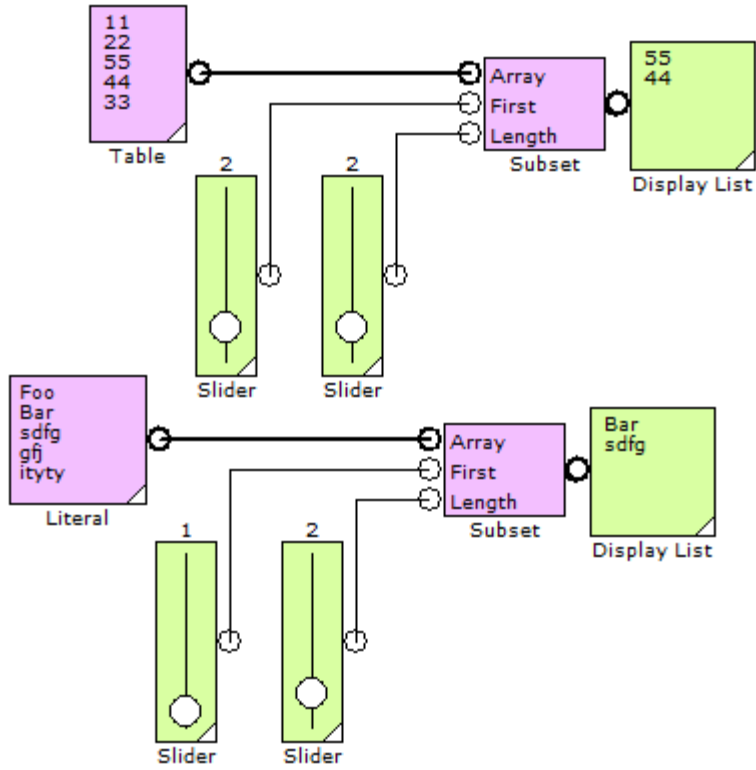 11
22
55
44
33
Table
Array
First
Length
Subset
55
44
Display List
2
2
Slider
Slider
Foo
Bar
sdfg
gfj
ityty
Literal
Array
First
Length
Subset
Bar
sdfg
Display List
1
2
Slider
Slider